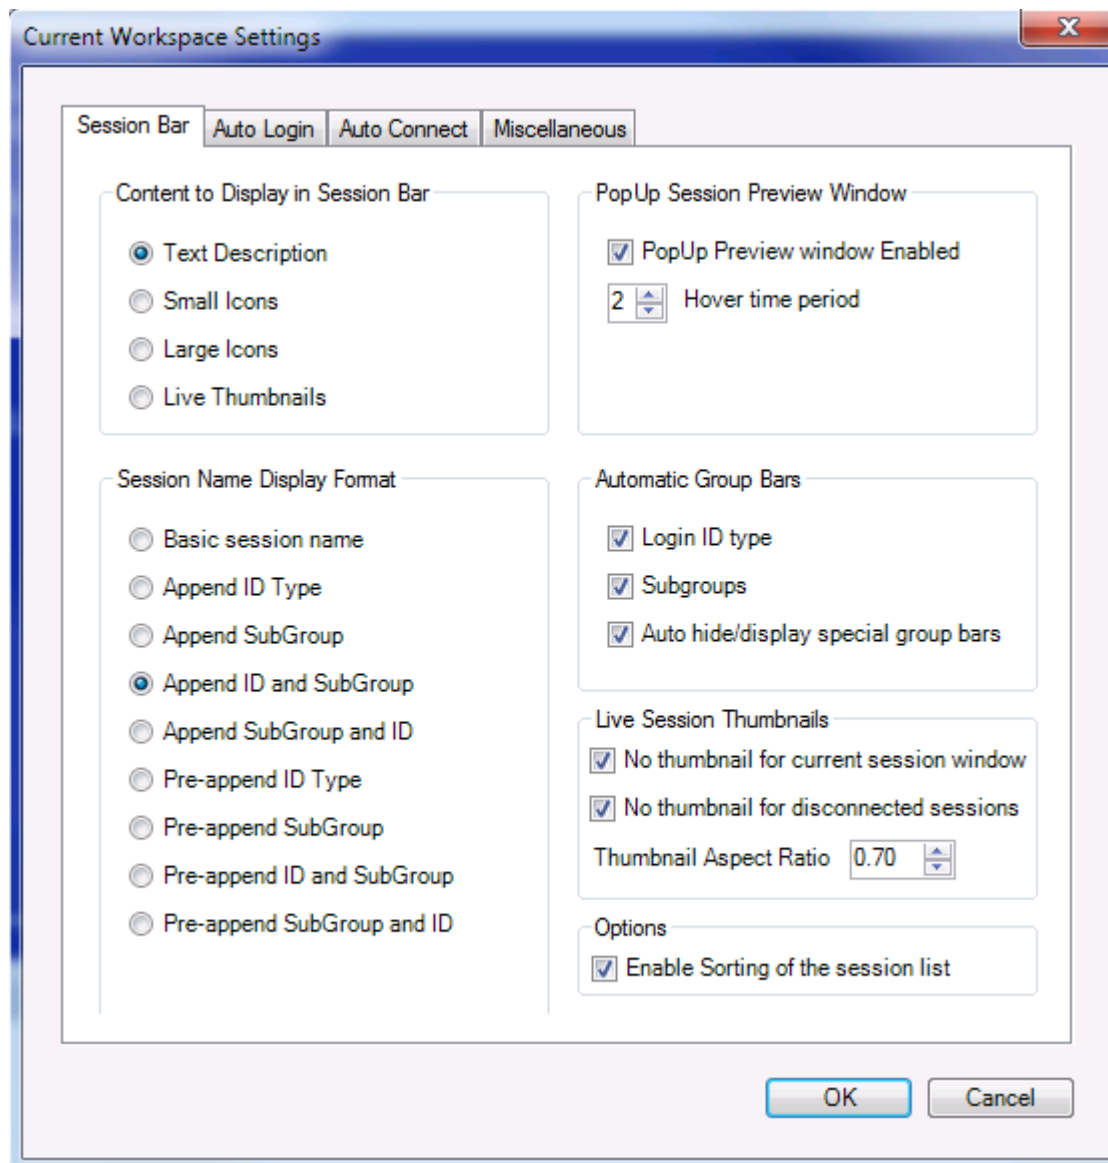 Current Workspace Settings
Session Bar Auto Login Auto Connect Miscellaneous
Content to Display in Session Bar
Text Description
Small Icons
Large Icons
Live Thumbnails
PopUp Session Preview Window
PopUp Preview window Enabled
2 Hover time period
Session Name Display Format
Basic session name
Append ID Type
Append SubGroup
Append ID and SubGroup
Append SubGroup and ID
Pre-append ID Type
Pre-append SubGroup
Pre-append ID and SubGroup
Pre-append SubGroup and ID
Automatic Group Bars
Login ID type
Subgroups
Auto hide/display special group bars
Live Session Thumbnails
No thumbnail for current session window
No thumbnail for disconnected sessions
Thumbnail Aspect Ratio 0.70
Options
Enable Sorting of the session list
OK Cancel